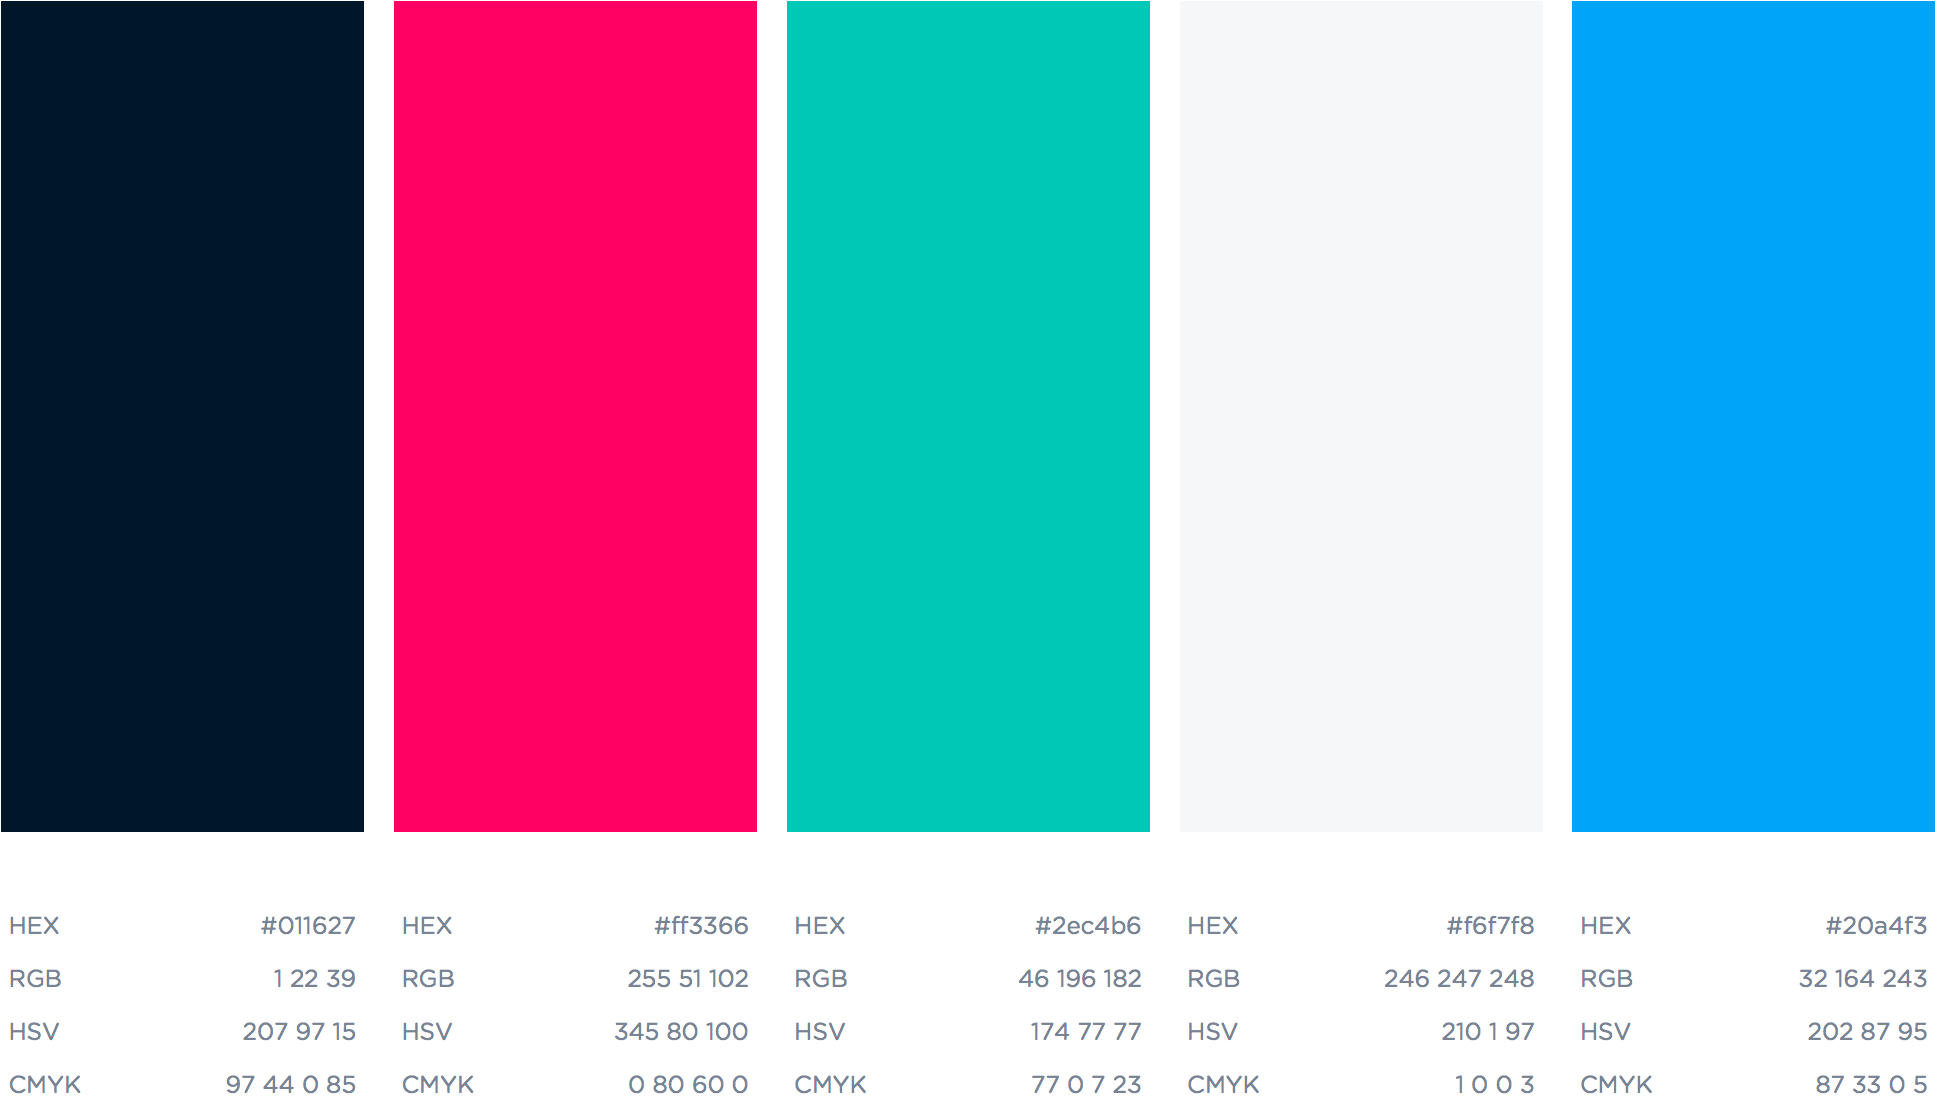 HEX #011627
RGB 1 22 39
HSV 207 97 15
CMYK 97 44 0 85
HEX #ff3366
RGB 255 51 102
HSV 345 80 100
CMYK 0 80 60 0
HEX #2ec4b6
RGB 46 196 182
HSV 174 77 77
CMYK 77 0 7 23
HEX #f6f7f8
RGB 246 247 248
HSV 210 1 97
CMYK 1 0 0 3
HEX #20a4f3
RGB 32 164 243
HSV 202 87 95
CMYK 87 33 0 5